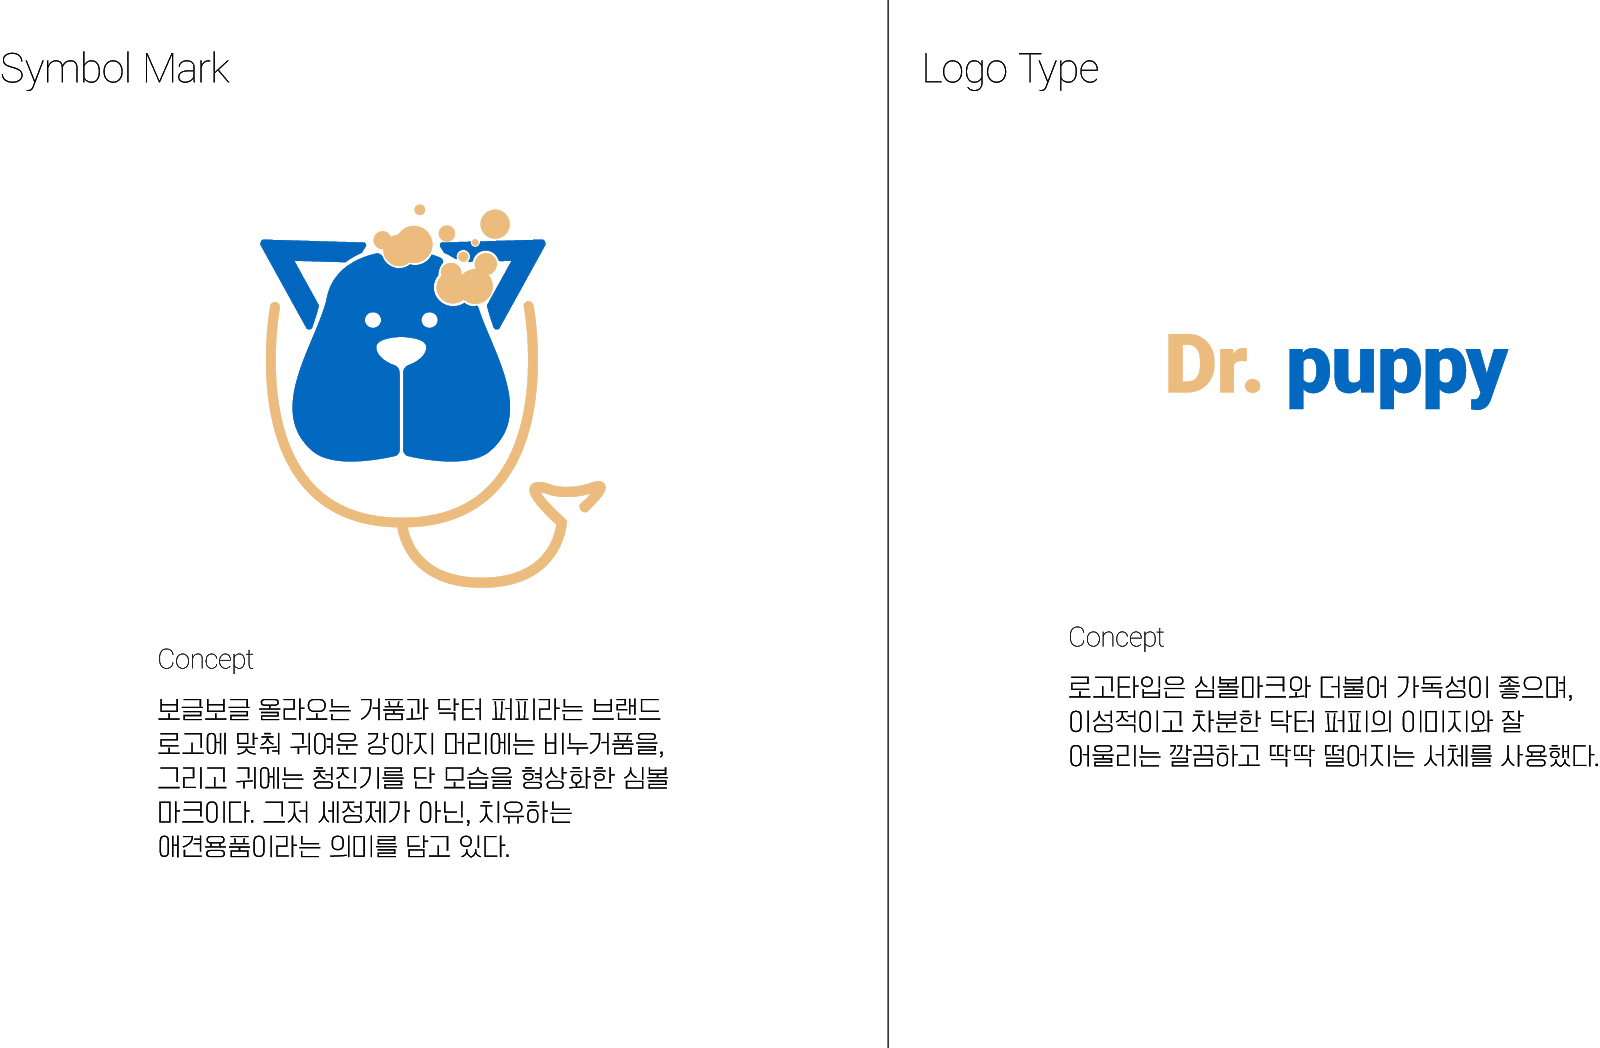 Symbol Mark
Concept
보글보글 올라오는 거품과 닥터 퍼피라는 브랜드
로고에 맞춰 귀여운 강아지 머리에는 비누거품을,
그리고 귀에는 청진기를 단 모습을 형상화한 심볼
마크이다. 그저 세정제가 아닌, 치유하는
애견용품이라는 의미를 담고 있다.
Logo Type
Dr. puppy
Concept
로고타입은 심볼마크와 더불어 가독성이 좋으며,
이성적이고 차분한 닥터 퍼피의 이미지와 잘
어울리는 깔끔하고 딱딱 떨어지는 서체를 사용했다.